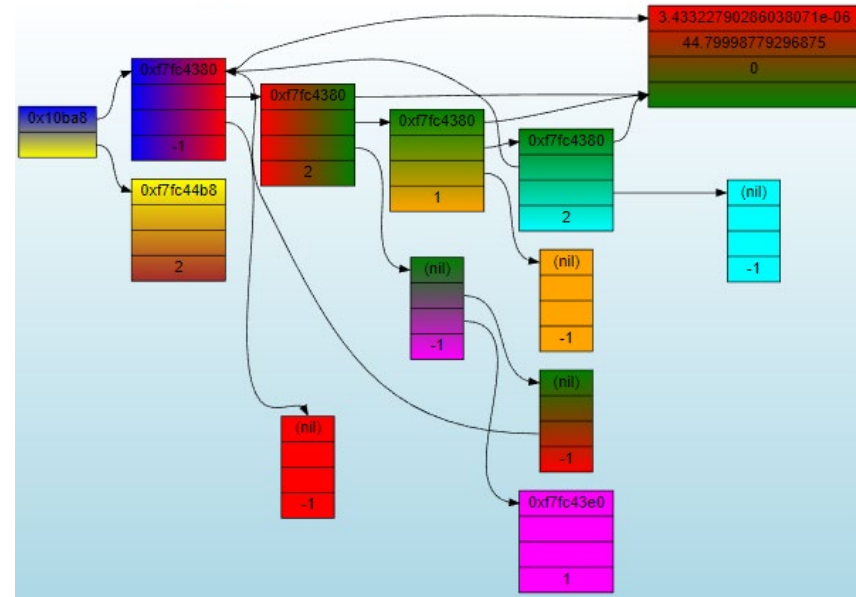 3.43322790286038071e-06
44.79998779296875
0
0x10ba8
0xf7fc4380
-1
0xf7fc4380
2
0xf7fc4380
1
0xf7fc4380
2
0xf7fc44b8
2
(nil)
-1
(nil)
-1
(nil)
-1
(nil)
-1
(nil)
-1
0xf7fc43e0
1